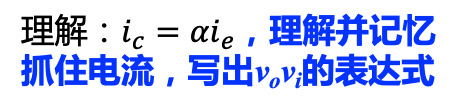 理解：i_c = αi_e，理解并记忆
抓住电流，写出v_ov_i的表达式